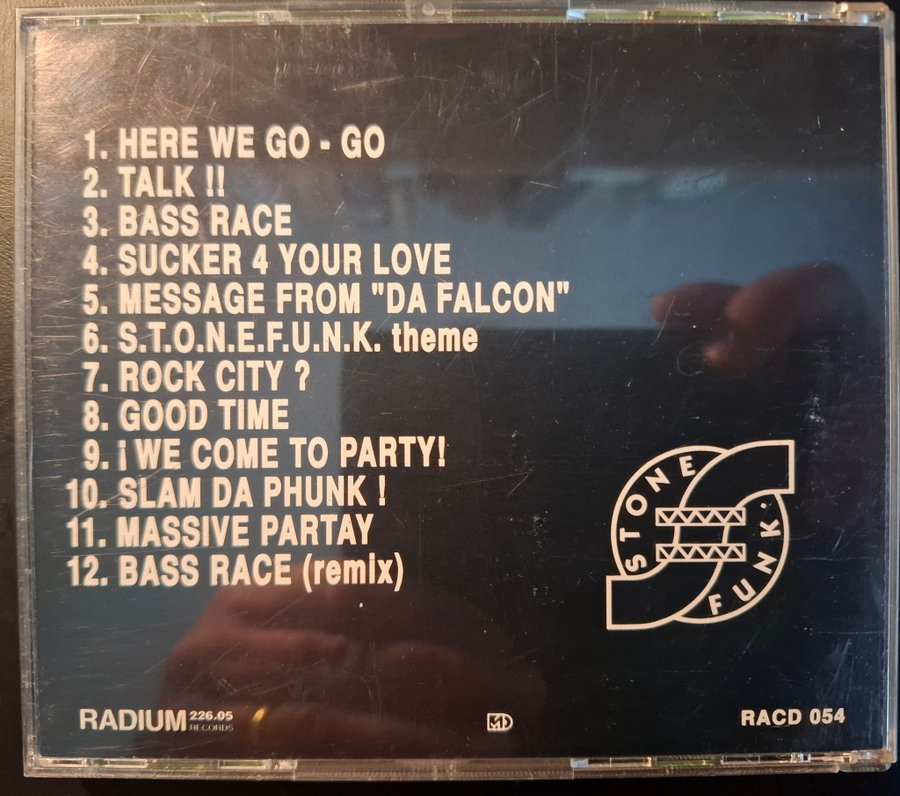 1. HERE WE GO - GO
2. TALK !!
3. BASS RACE
4. SUCKER 4 YOUR LOVE
5. MESSAGE FROM "DA FALCON"
6. S.T.O.N.E.F.U.N.K. theme
7. ROCK CITY ?
8. GOOD TIME
9. ¡ WE COME TO PARTY!
10. SLAM DA PHUNK !
11. MASSIVE PARTAY
12. BASS RACE (remix)
STONE
FUNK
RADIUM 226.05
RECORDS
RACD 054